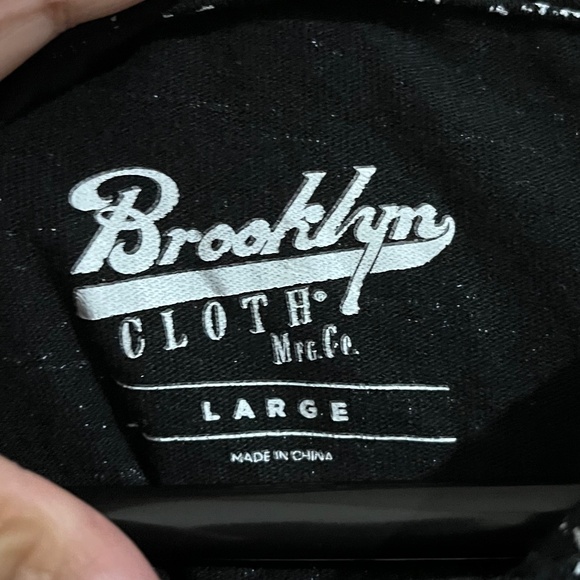 Brooklyn
CLOTH®
MFG. Co.
LARGE
MADE IN CHINA